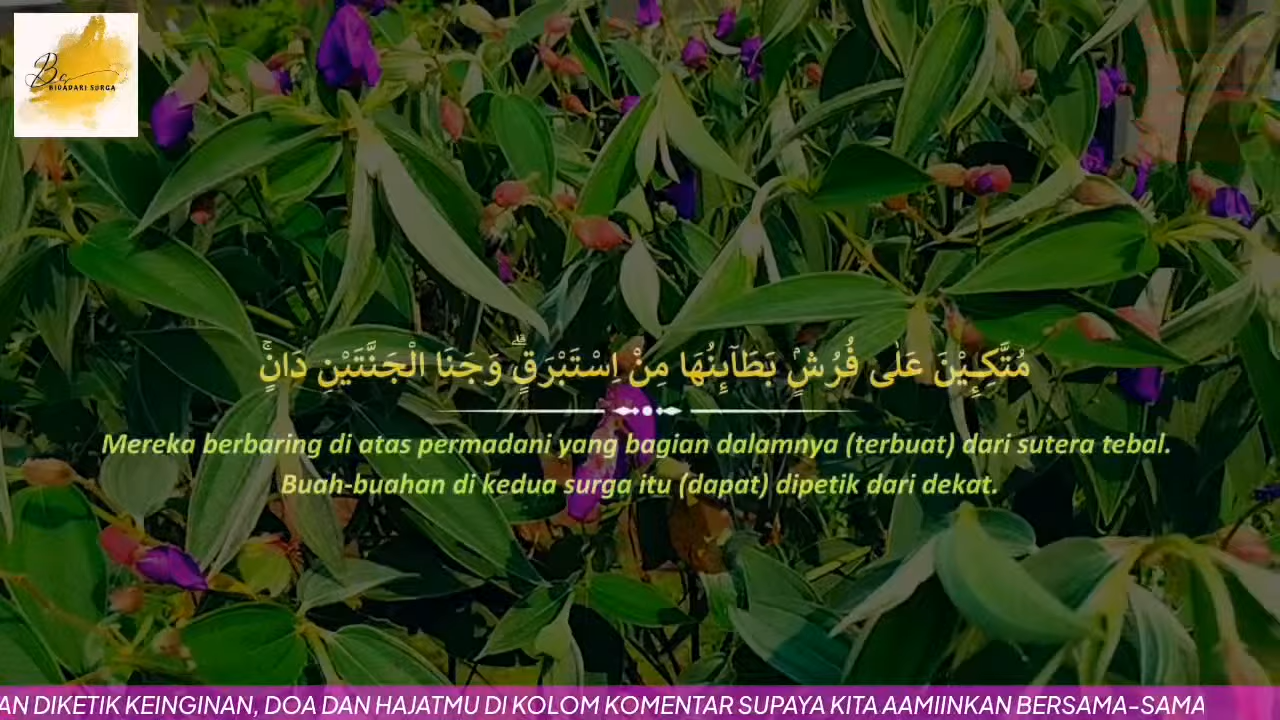 Bs
BIDADARI SURGA
مُتَّكِـِٕيْنَ عَلٰى فُرُشٍۢ بَطَاۤىِٕنُهَا مِنْ اِسْتَبْرَقٍۗ وَجَنَا الْجَنَّتَيْنِ دَانٍۚ
Mereka berbaring di atas permadani yang bagian dalamnya (terbuat) dari sutera tebal.
Buah-buahan di kedua surga itu (dapat) dipetik dari dekat.
AN DIKETIK KEINGINAN, DOA DAN HAJATMU DI KOLOM KOMENTAR SUPAYA KITA AAMIINKAN BERSAMA-SAMA